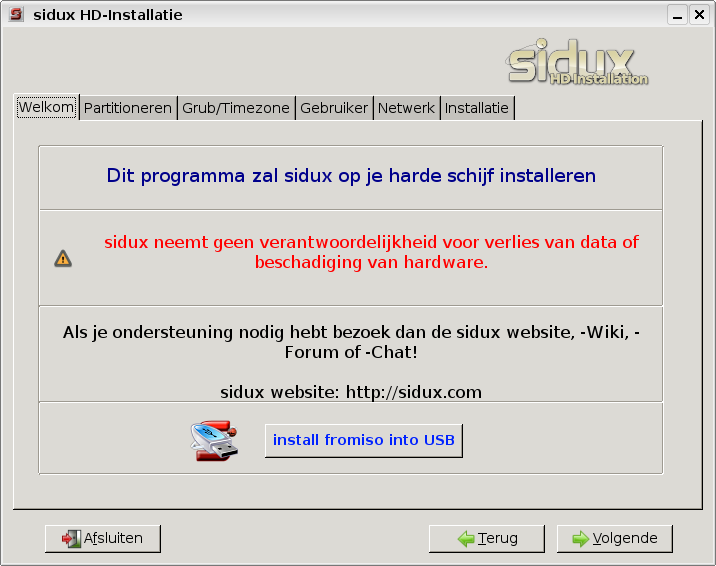 sidux HD-Installatie
sidux
HD-Installation
Welkom Partitioneren Grub/Timezone Gebruiker Netwerk Installatie
Dit programma zal sidux op je harde schijf installeren
sidux neemt geen verantwoordelijkheid voor verlies van data of
beschadiging van hardware.
Als je ondersteuning nodig hebt bezoek dan de sidux website, -Wiki, -
Forum of -Chat!
sidux website: http://sidux.com
install fromiso into USB
Afsluiten Terug Volgende